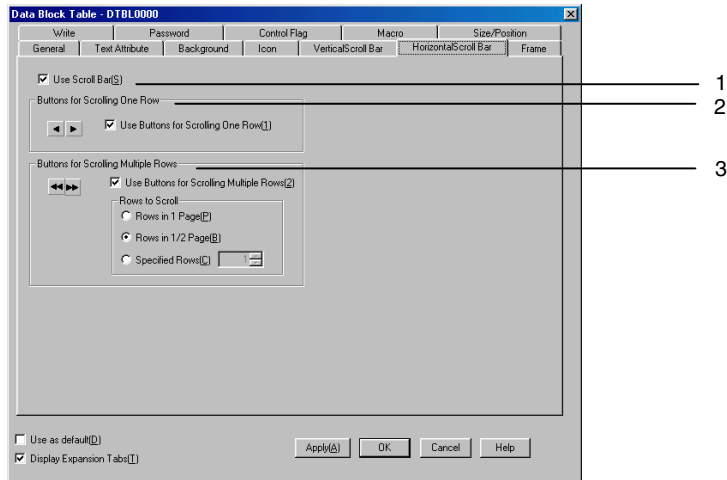 Data Block Table - DTBL0000
Write Password Control Flag Macro Size/Position
General Text Attribute Background Icon VerticalScroll Bar HorizontalScroll Bar Frame
Use Scroll Bar(S)
1
Buttons for Scrolling One Row
2
Use Buttons for Scrolling One Row(1)
Buttons for Scrolling Multiple Rows
3
Use Buttons for Scrolling Multiple Rows(2)
Rows to Scroll
Rows in 1 Page(P)
Rows in 1/2 Page(B)
Specified Rows(C) 1
Use as default(D)
Display Expansion Tabs(T)
Apply(A) OK Cancel Help